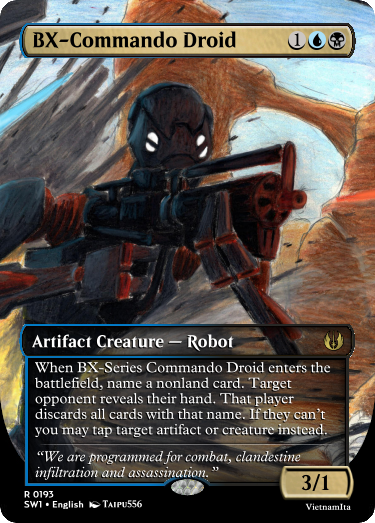 BX-Commando Droid 1
Artifact Creature — Robot
When BX-Series Commando Droid enters the
battlefield, name a nonland card. Target
opponent reveals their hand. That player
discards all cards with that name. If they can't
you may tap target artifact or creature instead.
“We are programmed for combat, clandestine
infiltration and assassination.”
3/1
R 0193
SW1 • English TAIPU556
VietnamIta